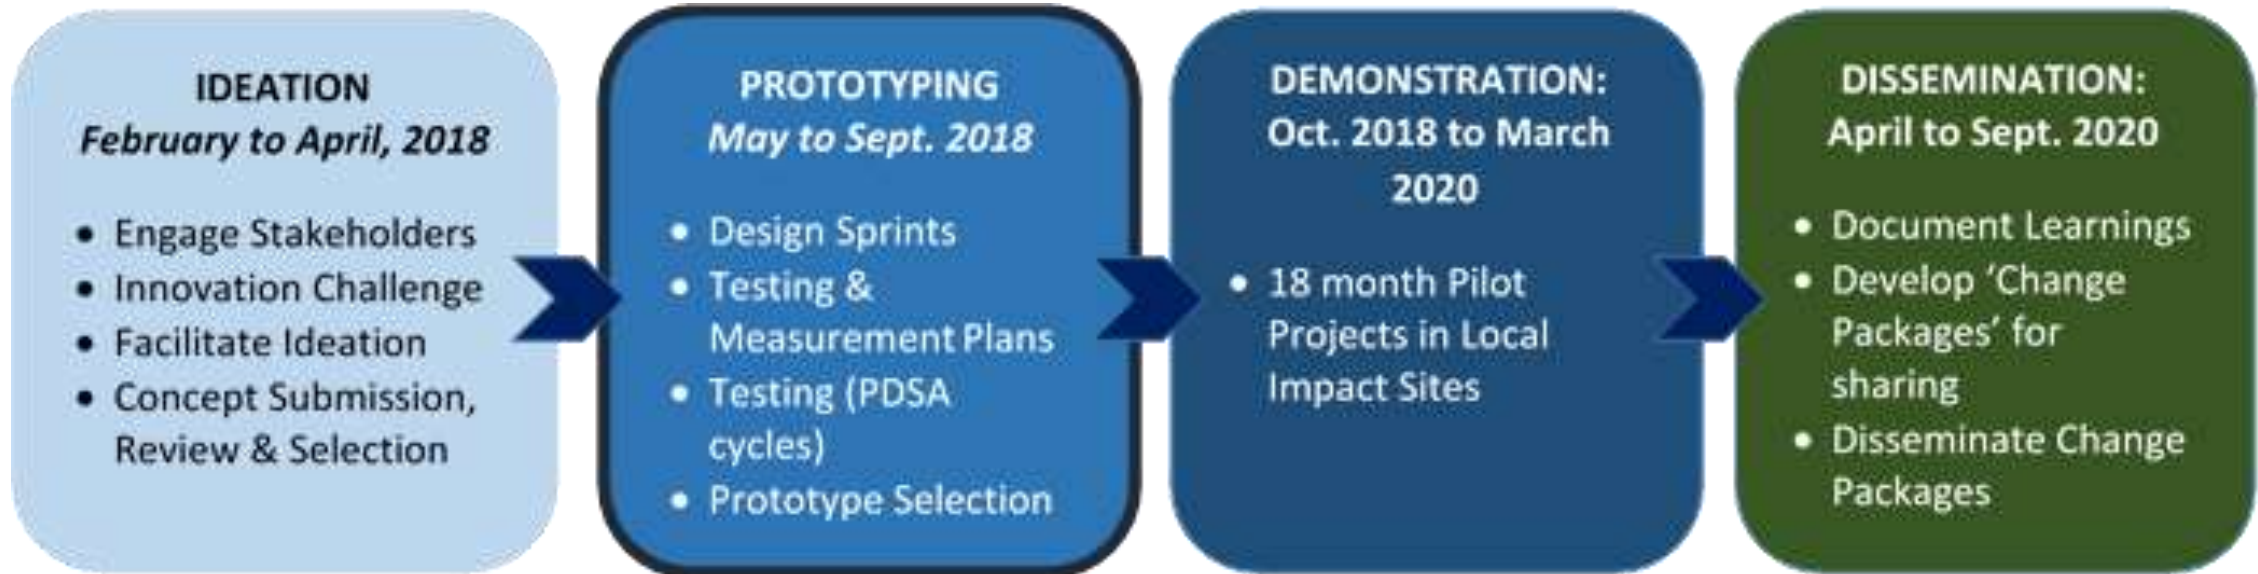 IDEATION
February to April, 2018
• Engage Stakeholders
• Innovation Challenge
• Facilitate Ideation
• Concept Submission,
Review & Selection
PROTOTYPING
May to Sept. 2018
• Design Sprints
• Testing &
Measurement Plans
• Testing (PDSA
cycles)
• Prototype Selection
DEMONSTRATION:
Oct. 2018 to March
2020
• 18 month Pilot
Projects in Local
Impact Sites
DISSEMINATION:
April to Sept. 2020
• Document Learnings
• Develop ‘Change
Packages’ for
sharing
• Disseminate Change
Packages